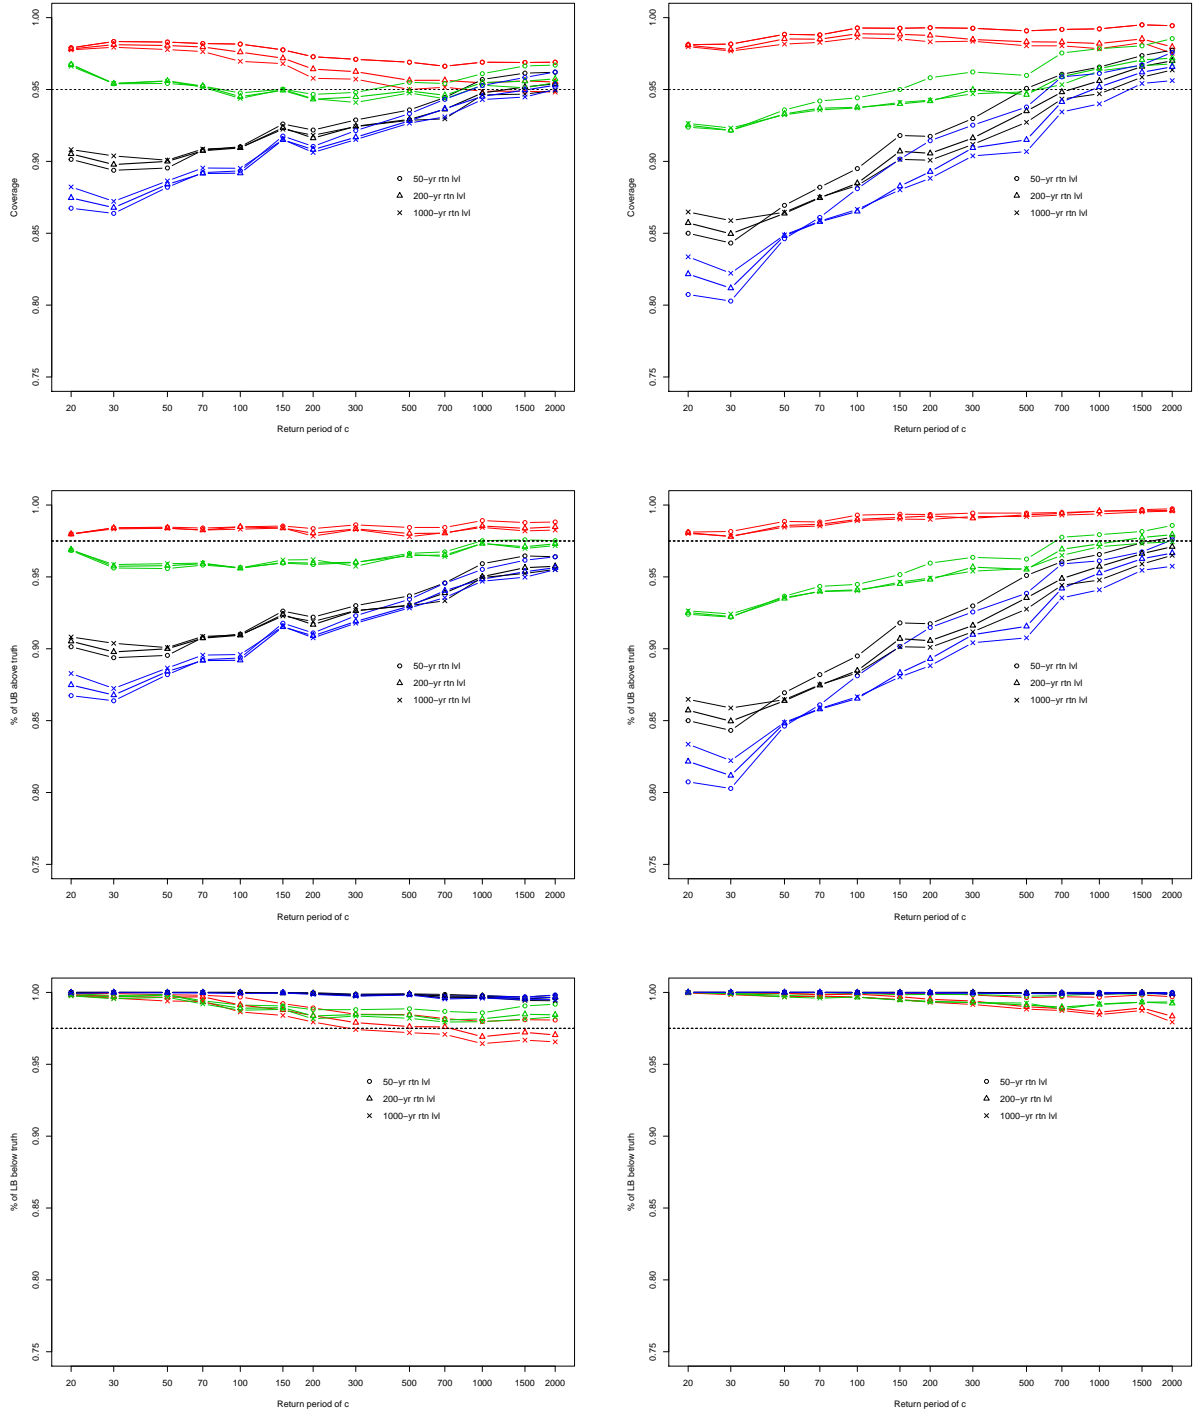 1.00
0.95
0.90
0.85
0.80
0.75
Coverage
50−yr rtn lvl
200−yr rtn lvl
1000−yr rtn lvl
20 30 50 70 100 150 200 300 500 700 1000 1500 2000
Return period of c
1.00
0.95
0.90
0.85
0.80
0.75
Coverage
50−yr rtn lvl
200−yr rtn lvl
1000−yr rtn lvl
20 30 50 70 100 150 200 300 500 700 1000 1500 2000
Return period of c
1.00
0.95
0.90
0.85
0.80
0.75
% of UB above truth
50−yr rtn lvl
200−yr rtn lvl
1000−yr rtn lvl
20 30 50 70 100 150 200 300 500 700 1000 1500 2000
Return period of c
1.00
0.95
0.90
0.85
0.80
0.75
% of UB above truth
50−yr rtn lvl
200−yr rtn lvl
1000−yr rtn lvl
20 30 50 70 100 150 200 300 500 700 1000 1500 2000
Return period of c
1.00
0.95
0.90
0.85
0.80
0.75
% of LB below truth
50−yr rtn lvl
200−yr rtn lvl
1000−yr rtn lvl
20 30 50 70 100 150 200 300 500 700 1000 1500 2000
Return period of c
1.00
0.95
0.90
0.85
0.80
0.75
% of LB below truth
50−yr rtn lvl
200−yr rtn lvl
1000−yr rtn lvl
20 30 50 70 100 150 200 300 500 700 1000 1500 2000
Return period of c